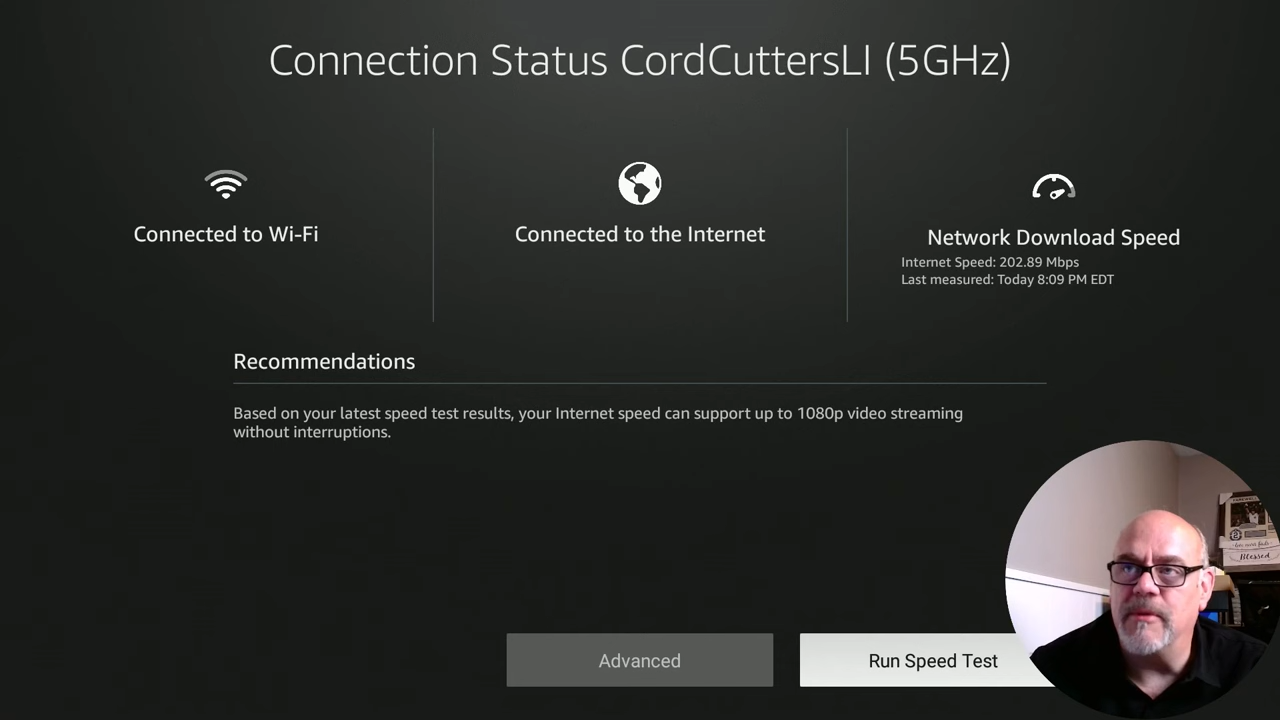 Connection Status CordCuttersLI (5GHz)
Connected to Wi-Fi
Connected to the Internet
Network Download Speed
Internet Speed: 202.89 Mbps
Last measured: Today 8:09 PM EDT
Recommendations
Based on your latest speed test results, your Internet speed can support up to 1080p video streaming
without interruptions.
Advanced
Run Speed Test
Blessed